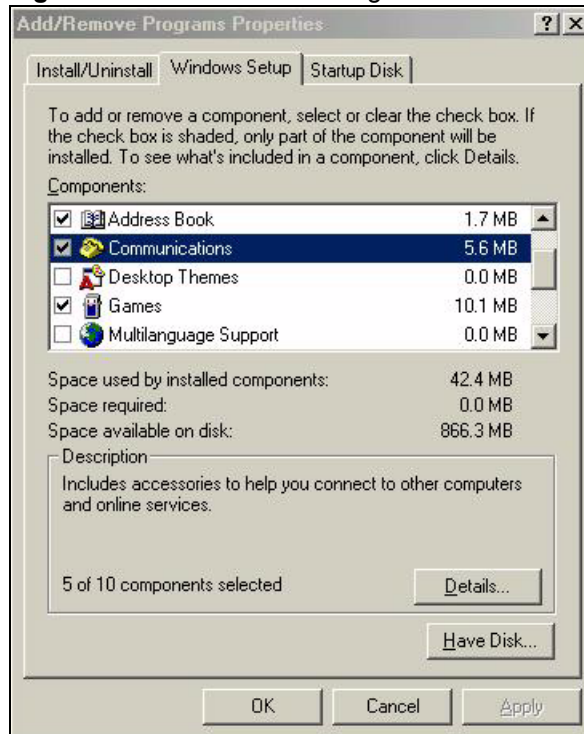 Add/Remove Programs Properties
Install/Uninstall Windows Setup Startup Disk
To add or remove a component, select or clear the check box. If
the check box is shaded, only part of the component will be
installed. To see what's included in a component, click Details.
Components:
Address Book 1.7 MB
Communications 5.6 MB
Desktop Themes 0.0 MB
Games 10.1 MB
Multilanguage Support 0.0 MB
Space used by installed components: 42.4 MB
Space required: 0.0 MB
Space available on disk: 866.3 MB
Description
Includes accessories to help you connect to other computers
and online services.
5 of 10 components selected
Details...
Have Disk...
OK Cancel Apply